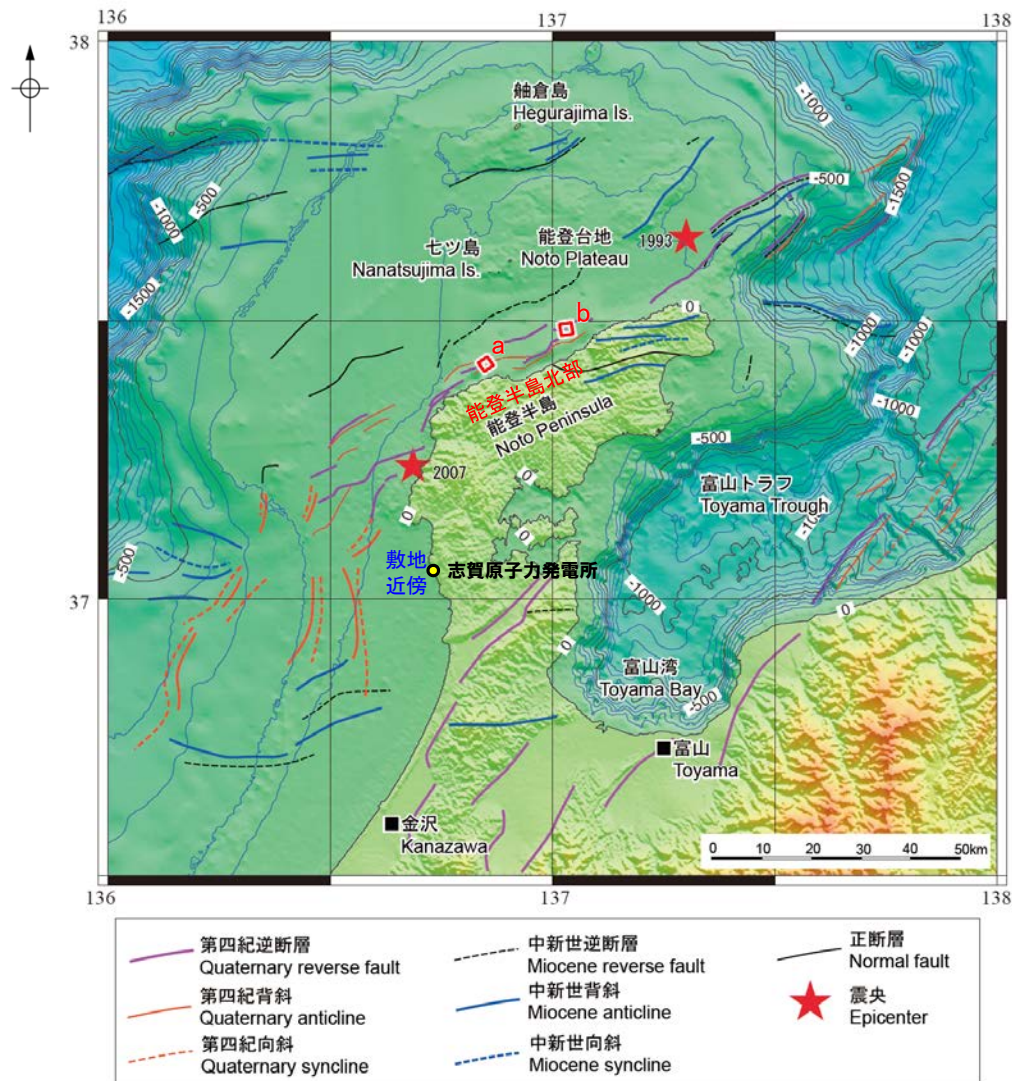 136
137
138
38
舳倉島
Hegurajima Is.
-1000
-500
-1000
-500
-1500
1993
七ツ島
Nanatsujima Is.
能登台地
Noto Plateau
-1500
b
0
a
-1000
-1000
能登半島北部
能登半島
Noto Peninsula
-1000
-500
2007
0
富山トラフ
Toyama Trough
0
0
-500
敷地
近傍
志賀原子力発電所
-1000
37
37
0
0
富山湾
Toyama Bay
-500
富山
Toyama
金沢
Kanazawa
0 10 20 30 40 50km
136
137
138
第四紀逆断層
Quaternary reverse fault
中新世逆断層
Miocene reverse fault
正断層
Normal fault
第四紀背斜
Quaternary anticline
中新世背斜
Miocene anticline
震央
Epicenter
第四紀向斜
Quaternary syncline
中新世向斜
Miocene syncline